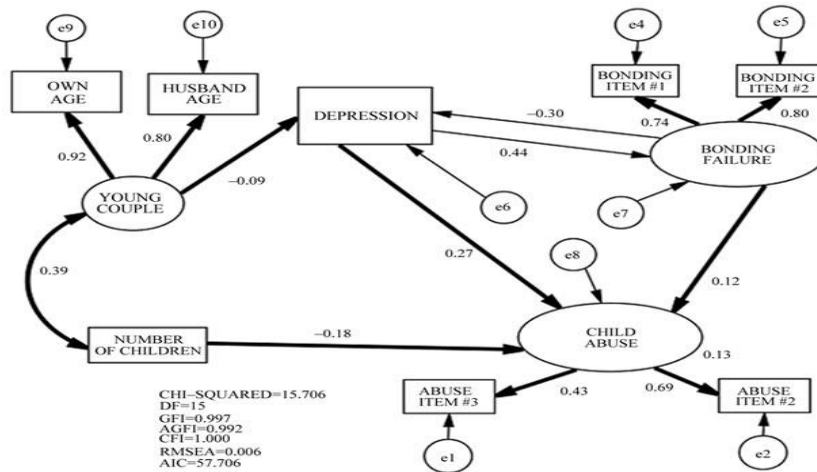 e9
e10
e4
e5
OWN
AGE
HUSBAND
AGE
DEPRESSION
BONDING
ITEM #1
BONDING
ITEM #2
–0.30
0.44
0.74
0.80
BONDING
FAILURE
0.92
0.80
–0.09
YOUNG
COUPLE
e6
e7
0.39
0.27
e8
0.12
NUMBER
OF CHILDREN
–0.18
CHILD
ABUSE
0.13
CHI–SQUARED=15.706
DF=15
GFI=0.997
AGFI=0.992
CFI=1.000
RMSEA=0.006
AIC=57.706
ABUSE
ITEM #3
0.43
0.69
ABUSE
ITEM #2
e1
e2